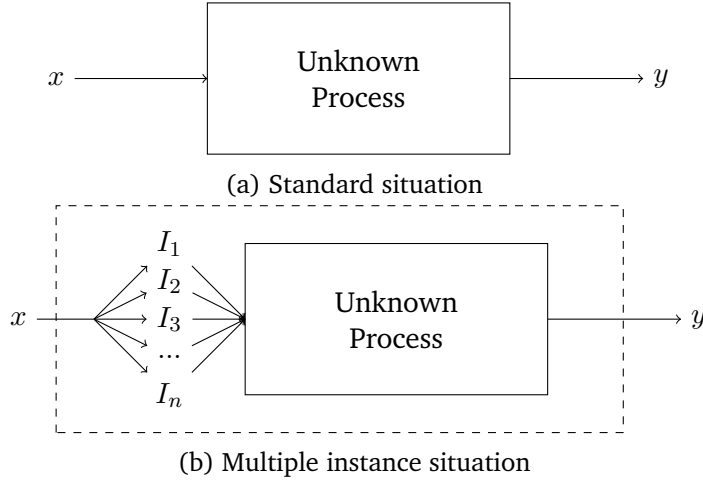 x
Unknown
Process
y
(a) Standard situation
x
I1
I2
I3
...
In
Unknown
Process
y
(b) Multiple instance situation